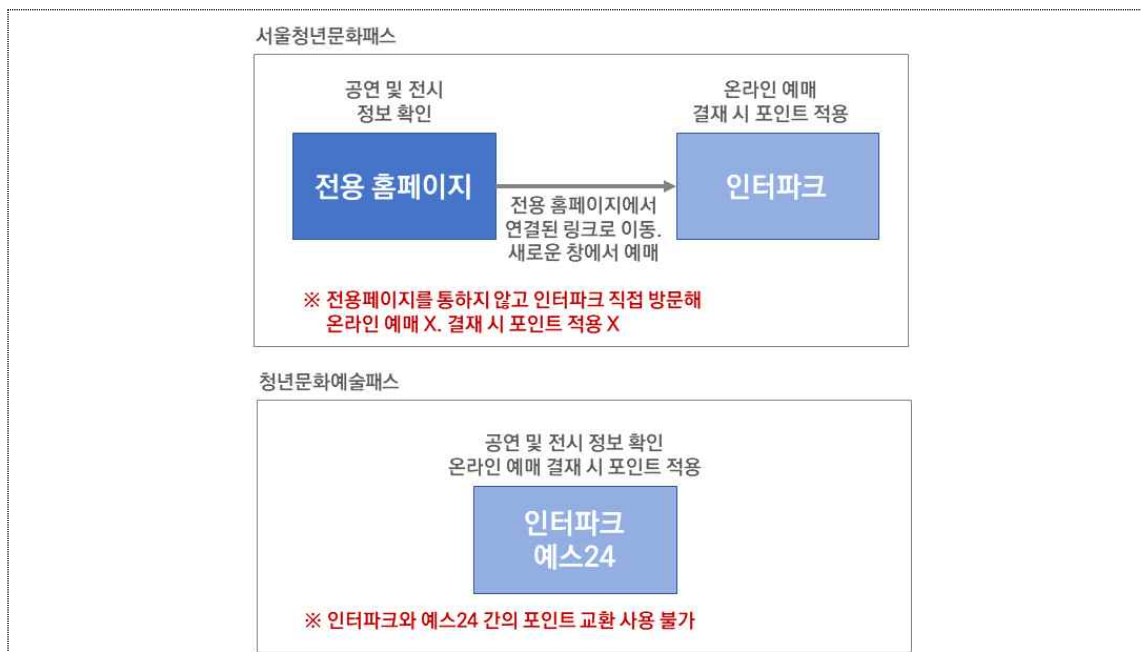 서울청년문화패스
공연 및 전시
정보 확인
온라인 예매
결재 시 포인트 적용
전용 홈페이지
인터파크
전용 홈페이지에서
연결된 링크로 이동.
새로운 창에서 예매
※ 전용페이지를 통하지 않고 인터파크 직접 방문해
온라인 예매 X. 결재 시 포인트 적용 X
청년문화예술패스
공연 및 전시 정보 확인
온라인 예매 결재 시 포인트 적용
인터파크
예스24
※ 인터파크와 예스24 간의 포인트 교환 사용 불가